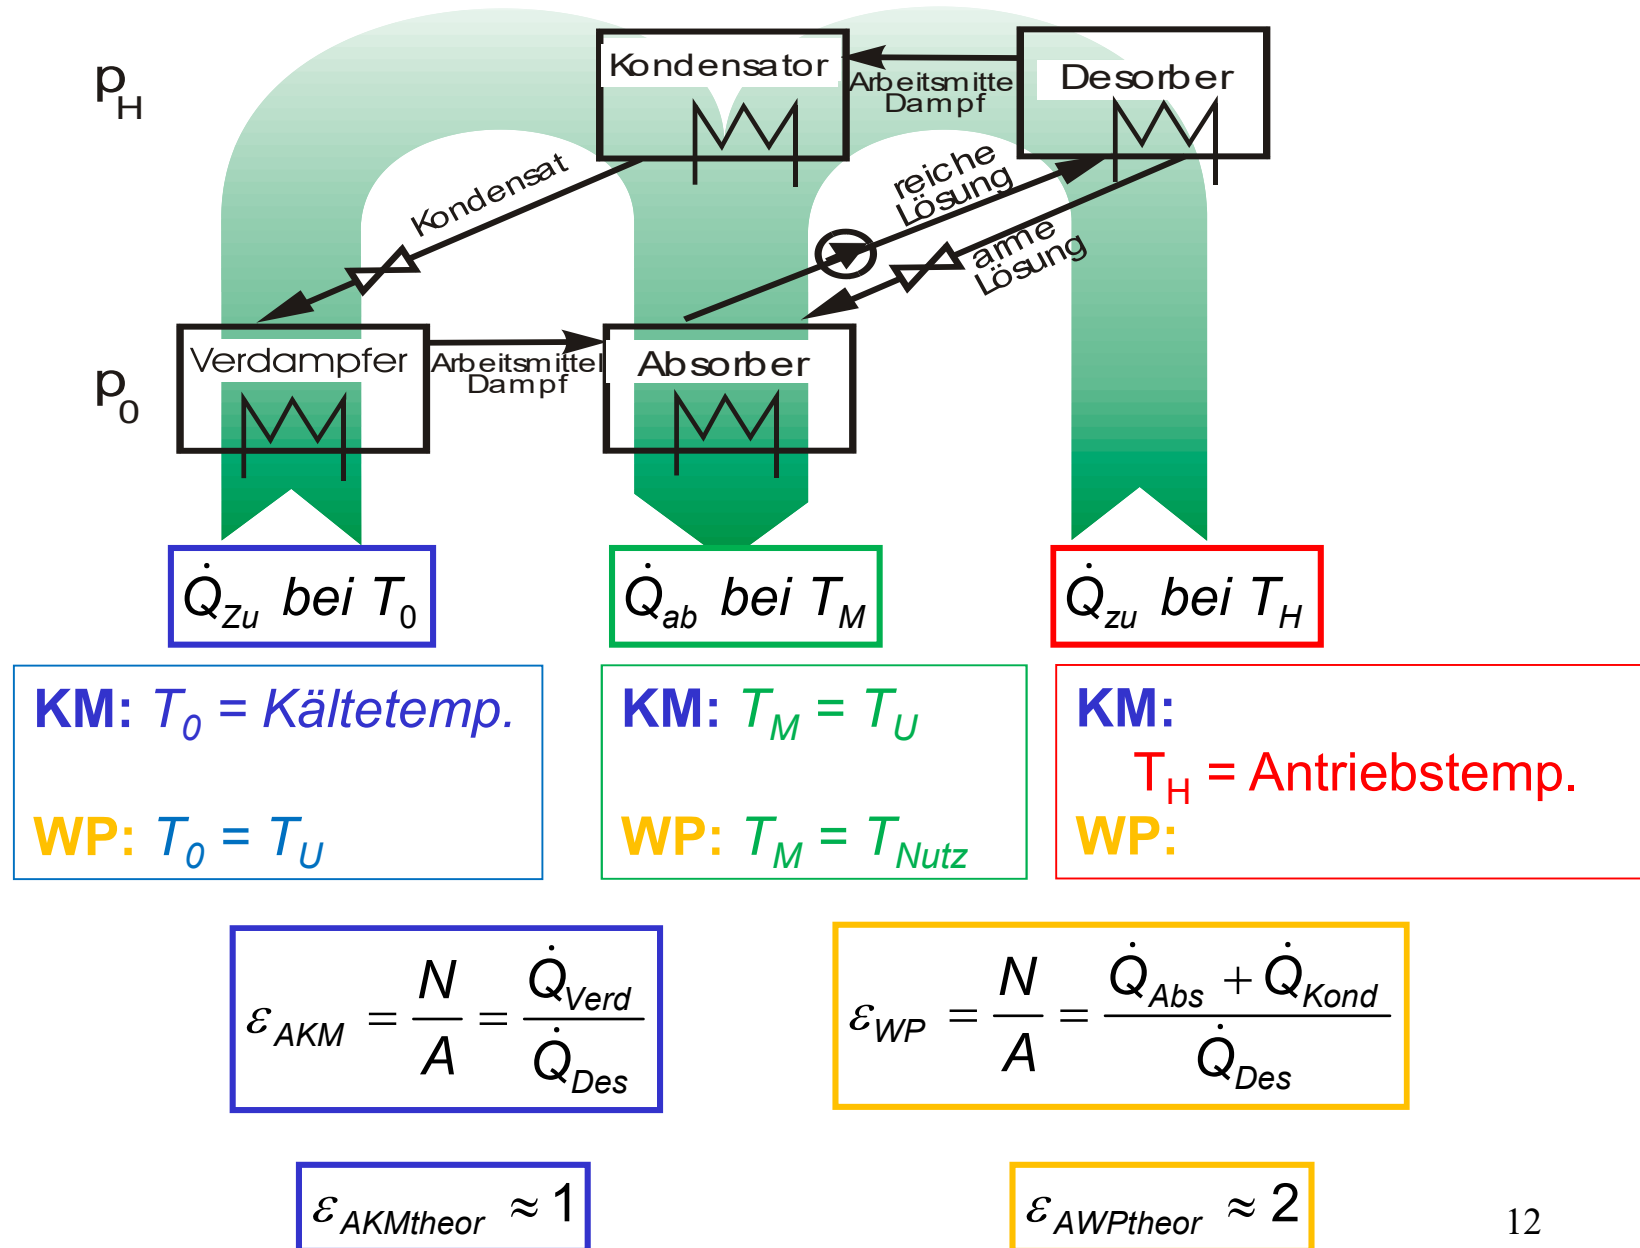 p_H
Kondensator
Arbeitsmittel
Dampf
Desorber
Kondensat
reiche
Lösung
arme
Lösung
p_0
Verdampfer
Arbeitsmittel
Dampf
Absorber
Q̇_Zu bei T_0
Q̇_ab bei T_M
Q̇_zu bei T_H
KM: T_0 = Kältetemp.
WP: T_0 = T_U
KM: T_M = T_U
WP: T_M = T_Nutz
KM:
T_H = Antriebstemp.
WP:
ε_AKM = N/A = Q̇_Verd/Q̇_Des
ε_WP = N/A = (Q̇_Abs + Q̇_Kond)/Q̇_Des
ε_AKMtheor ≈ 1
ε_AWPtheor ≈ 2
12